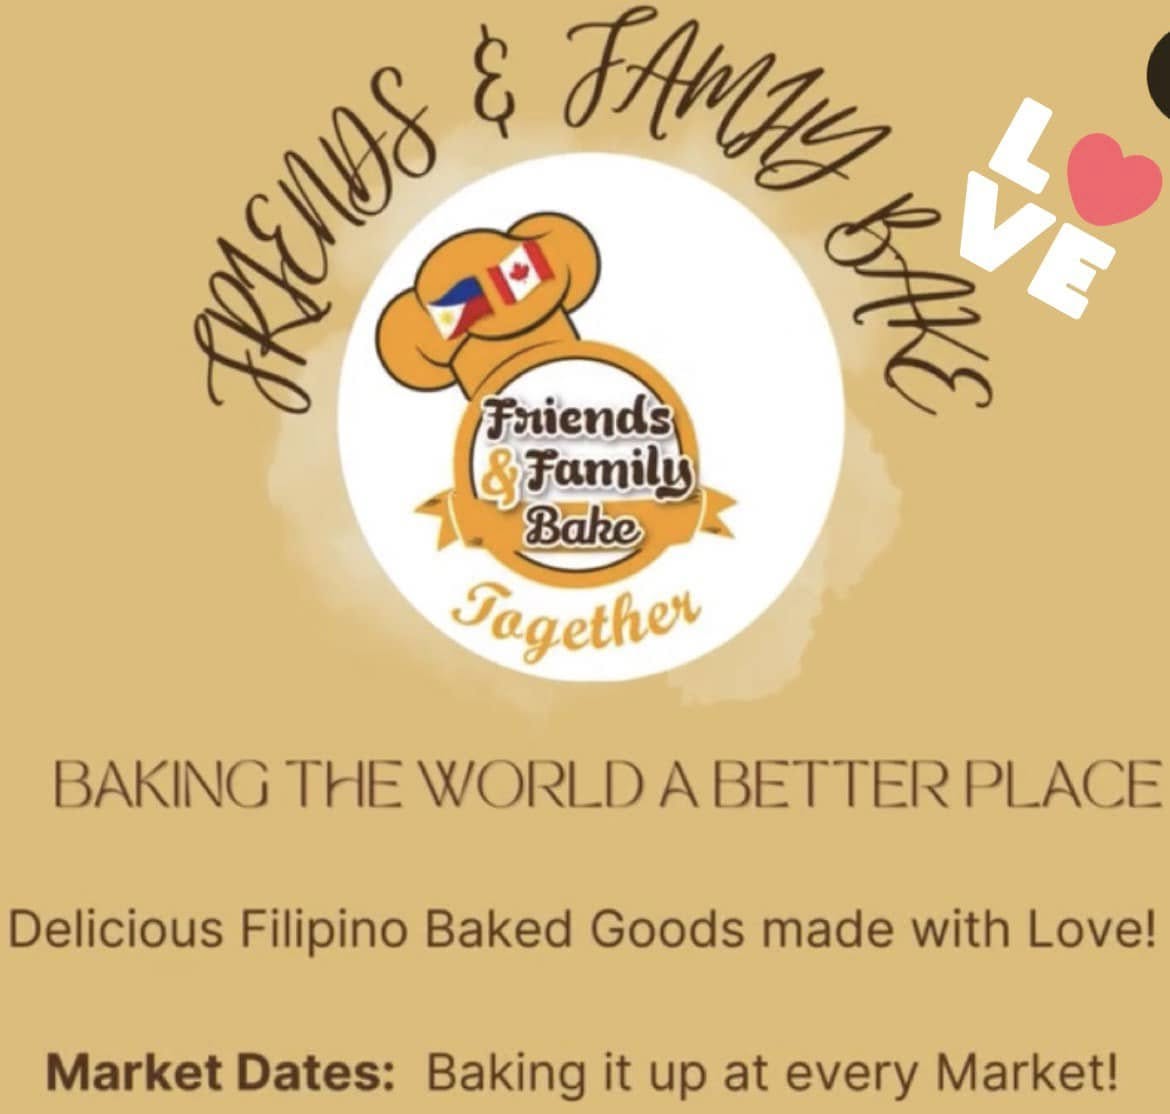 FRIENDS & FAMILY BAKE
LOVE
Friends
& Family
Bake
Together
BAKING THE WORLD A BETTER PLACE
Delicious Filipino Baked Goods made with Love!
Market Dates: Baking it up at every Market!